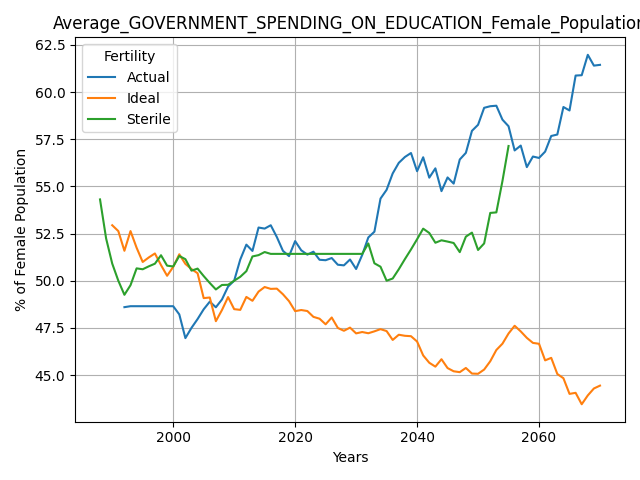 Average_GOVERNMENT_SPENDING_ON_EDUCATION_Female_Population
62.5
60.0
57.5
55.0
52.5
50.0
47.5
45.0
% of Female Population
Fertility
Actual
Ideal
Sterile
2000
2020
2040
2060
Years